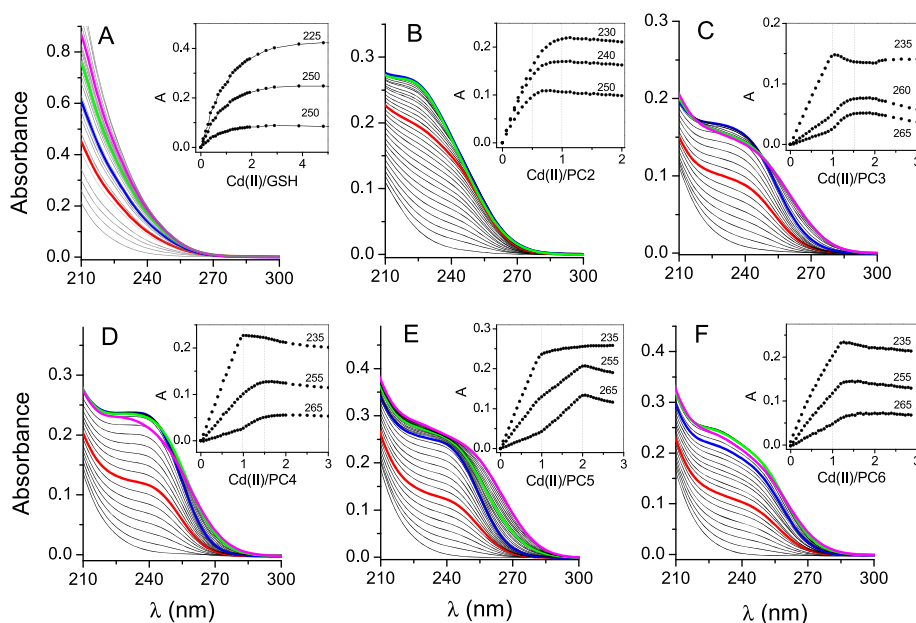 A
0.8
0.6
0.4
0.2
0.0
210 240 270 300
Absorbance
A
0.4
0.2
0.0
0 2 4
225
250
250
Cd(II)/GSH
B
0.3
0.2
0.1
0.0
210 240 270 300
A
0.3
0.2
0.1
0.0
0 1 2
230
240
250
Cd(II)/PC2
C
0.3
0.2
0.1
0.0
210 240 270 300
A
0.2
0.1
0.0
0 1 2 3
235
260
265
Cd(II)/PC3
D
0.3
0.2
0.1
0.0
210 240 270 300
Absorbance
λ (nm)
A
0,2
0,1
0,0
0 1 2 3
235
255
265
Cd(II)/PC4
E
0.4
0.3
0.2
0.1
0.0
210 240 270 300
λ (nm)
A
0.3
0.2
0.1
0.0
0 1 2 3
235
255
265
Cd(II)/PC5
F
0.4
0.3
0.2
0.1
0.0
210 240 270 300
λ (nm)
A
0.2
0.1
0.0
0 1 2 3
235
255
265
Cd(II)/PC6